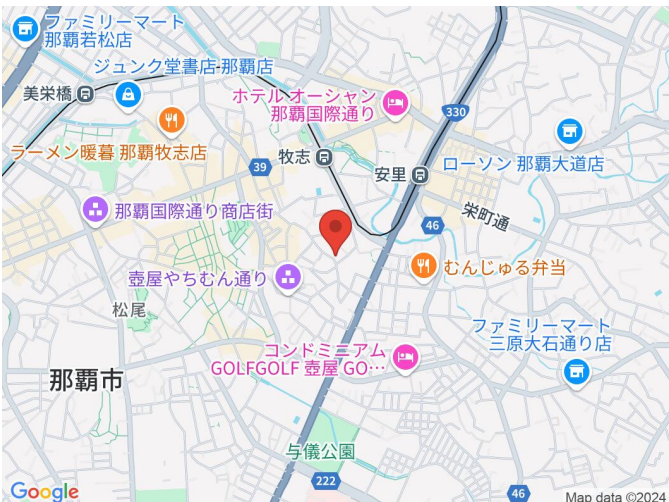 ファミリーマート
那覇若松店
ジュンク堂書店・那覇店
美栄橋
ホテル オーシャン
那覇国際通り
330
ラーメン暖暮 那覇牧志店
牧志
39
安里
ローソン 那覇大道店
那覇国際通り商店街
46
栄町通
壺屋やちむん通り
むんじゅる弁当
松尾
コンドミニアム
GOLFGOLF 壺屋 GO…
ファミリーマート
三原大石通り店
那覇市
与儀公園
222
46
Google
Map data ©2024